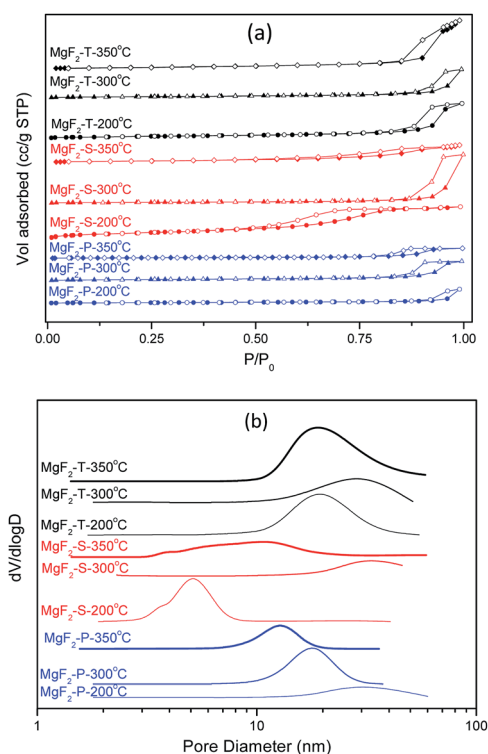 (a)
MgF₂-T-350°C
MgF₂-T-300°C
MgF₂-T-200°C
MgF₂-S-350°C
MgF₂-S-300°C
MgF₂-S-200°C
MgF₂-P-350°C
MgF₂-P-300°C
MgF₂-P-200°C
Vol adsorbed (cc/g STP)
0.00 0.25 0.50 0.75 1.00
P/P₀
(b)
MgF₂-T-350°C
MgF₂-T-300°C
MgF₂-T-200°C
MgF₂-S-350°C
MgF₂-S-300°C
MgF₂-S-200°C
MgF₂-P-350°C
MgF₂-P-300°C
MgF₂-P-200°C
dV/dlogD
1 10 100
Pore Diameter (nm)